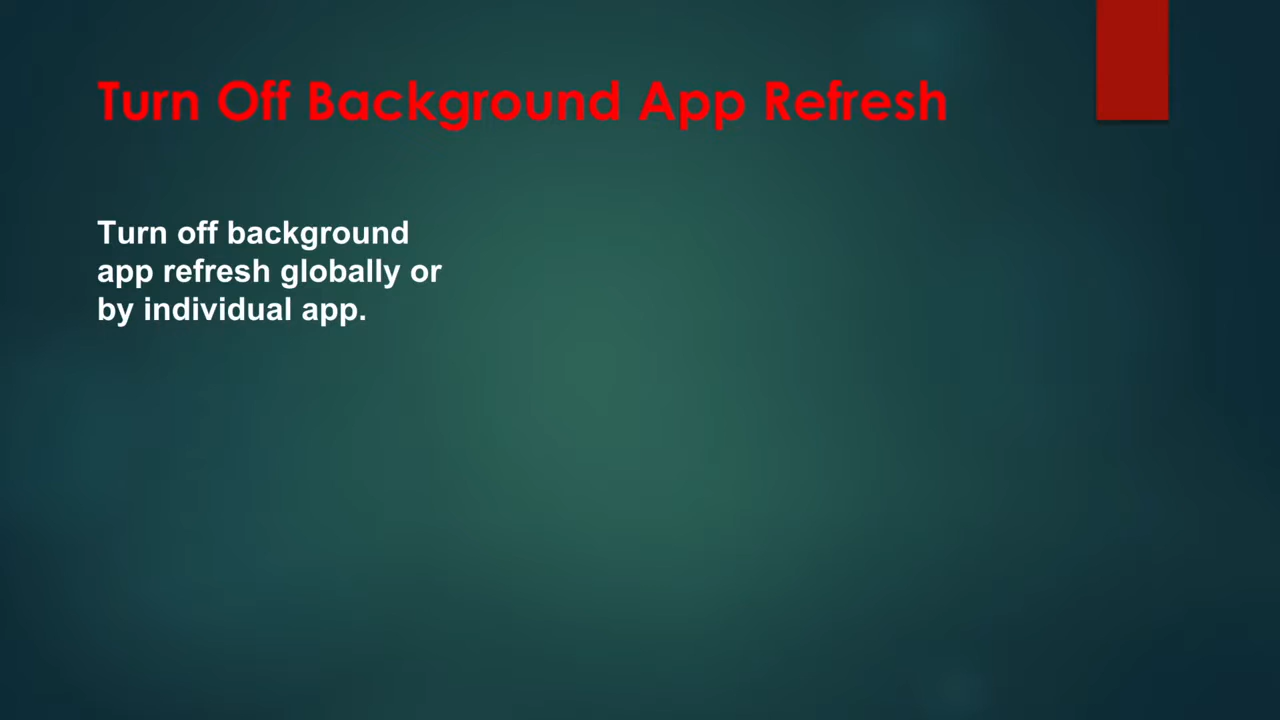 Turn Off Background App Refresh
Turn off background
app refresh globally or
by individual app.